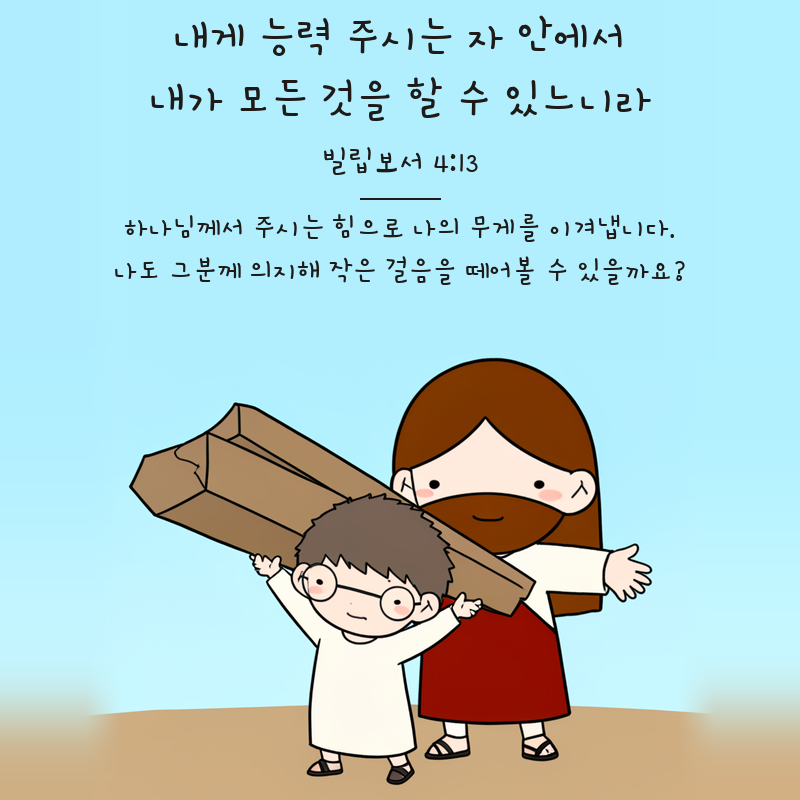 내게 능력 주시는 자 안에서
내가 모든 것을 할 수 있느니라
빌립보서 4:13
하나님께서 주시는 힘으로 나의 무게를 이겨냅니다.
나도 그분께 의지해 작은 걸음을 떼어볼 수 있을까요?